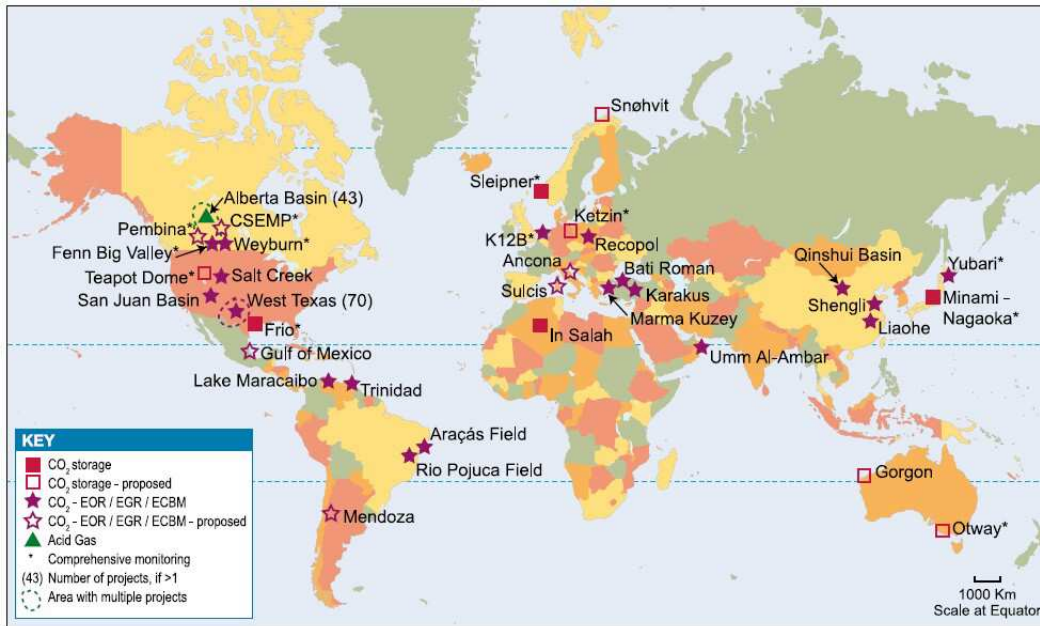 Snøhvit
Sleipner*
Alberta Basin (43)
CSEMP*
Pembina*
Fenn Big Valley*
Weyburn*
Teapot Dome*
Salt Creek
San Juan Basin
West Texas (70)
Frio*
Gulf of Mexico
Lake Maracaibo
Trinidad
Araçás Field
Rio Pojuca Field
Mendoza
Ketzin*
K12B*
Recopol
Ancona
Sulcis
Bati Roman
Karakus
Marma Kuzey
In Salah
Umm Al-Ambar
Qinshui Basin
Yubari*
Shengli
Minami –
Nagaoka*
Liaohe
Gorgon
Otway*
KEY
CO₂ storage
CO₂ storage – proposed
CO₂ – EOR / EGR / ECBM
CO₂ – EOR / EGR / ECBM – proposed
Acid Gas
* Comprehensive monitoring
(43) Number of projects, if >1
Area with multiple projects
1000 Km
Scale at Equator